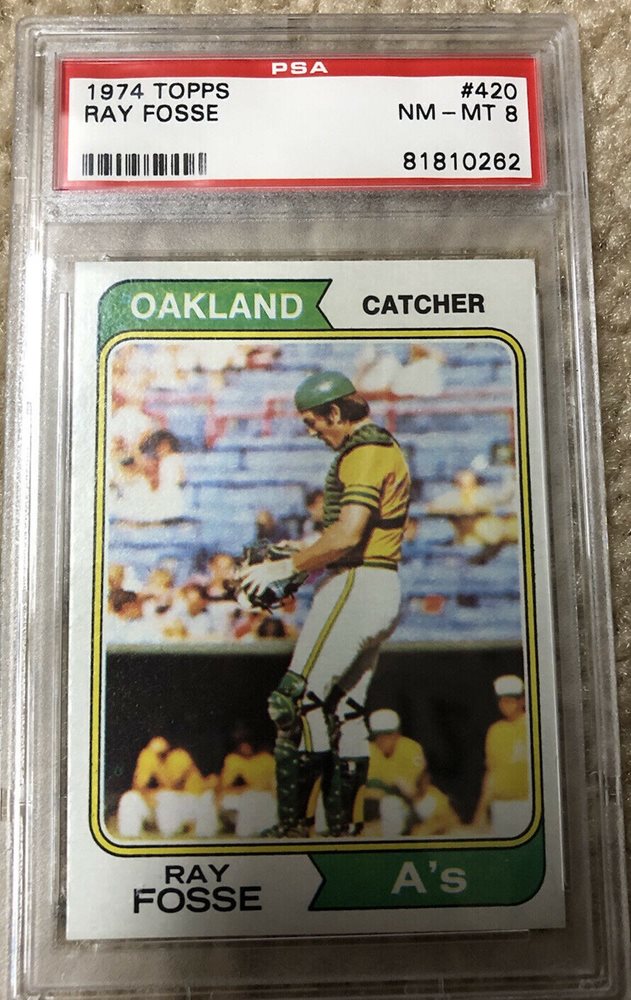 PSA
1974 TOPPS #420
RAY FOSSE NM - MT 8
81810262
OAKLAND CATCHER
RAY
FOSSE
A's